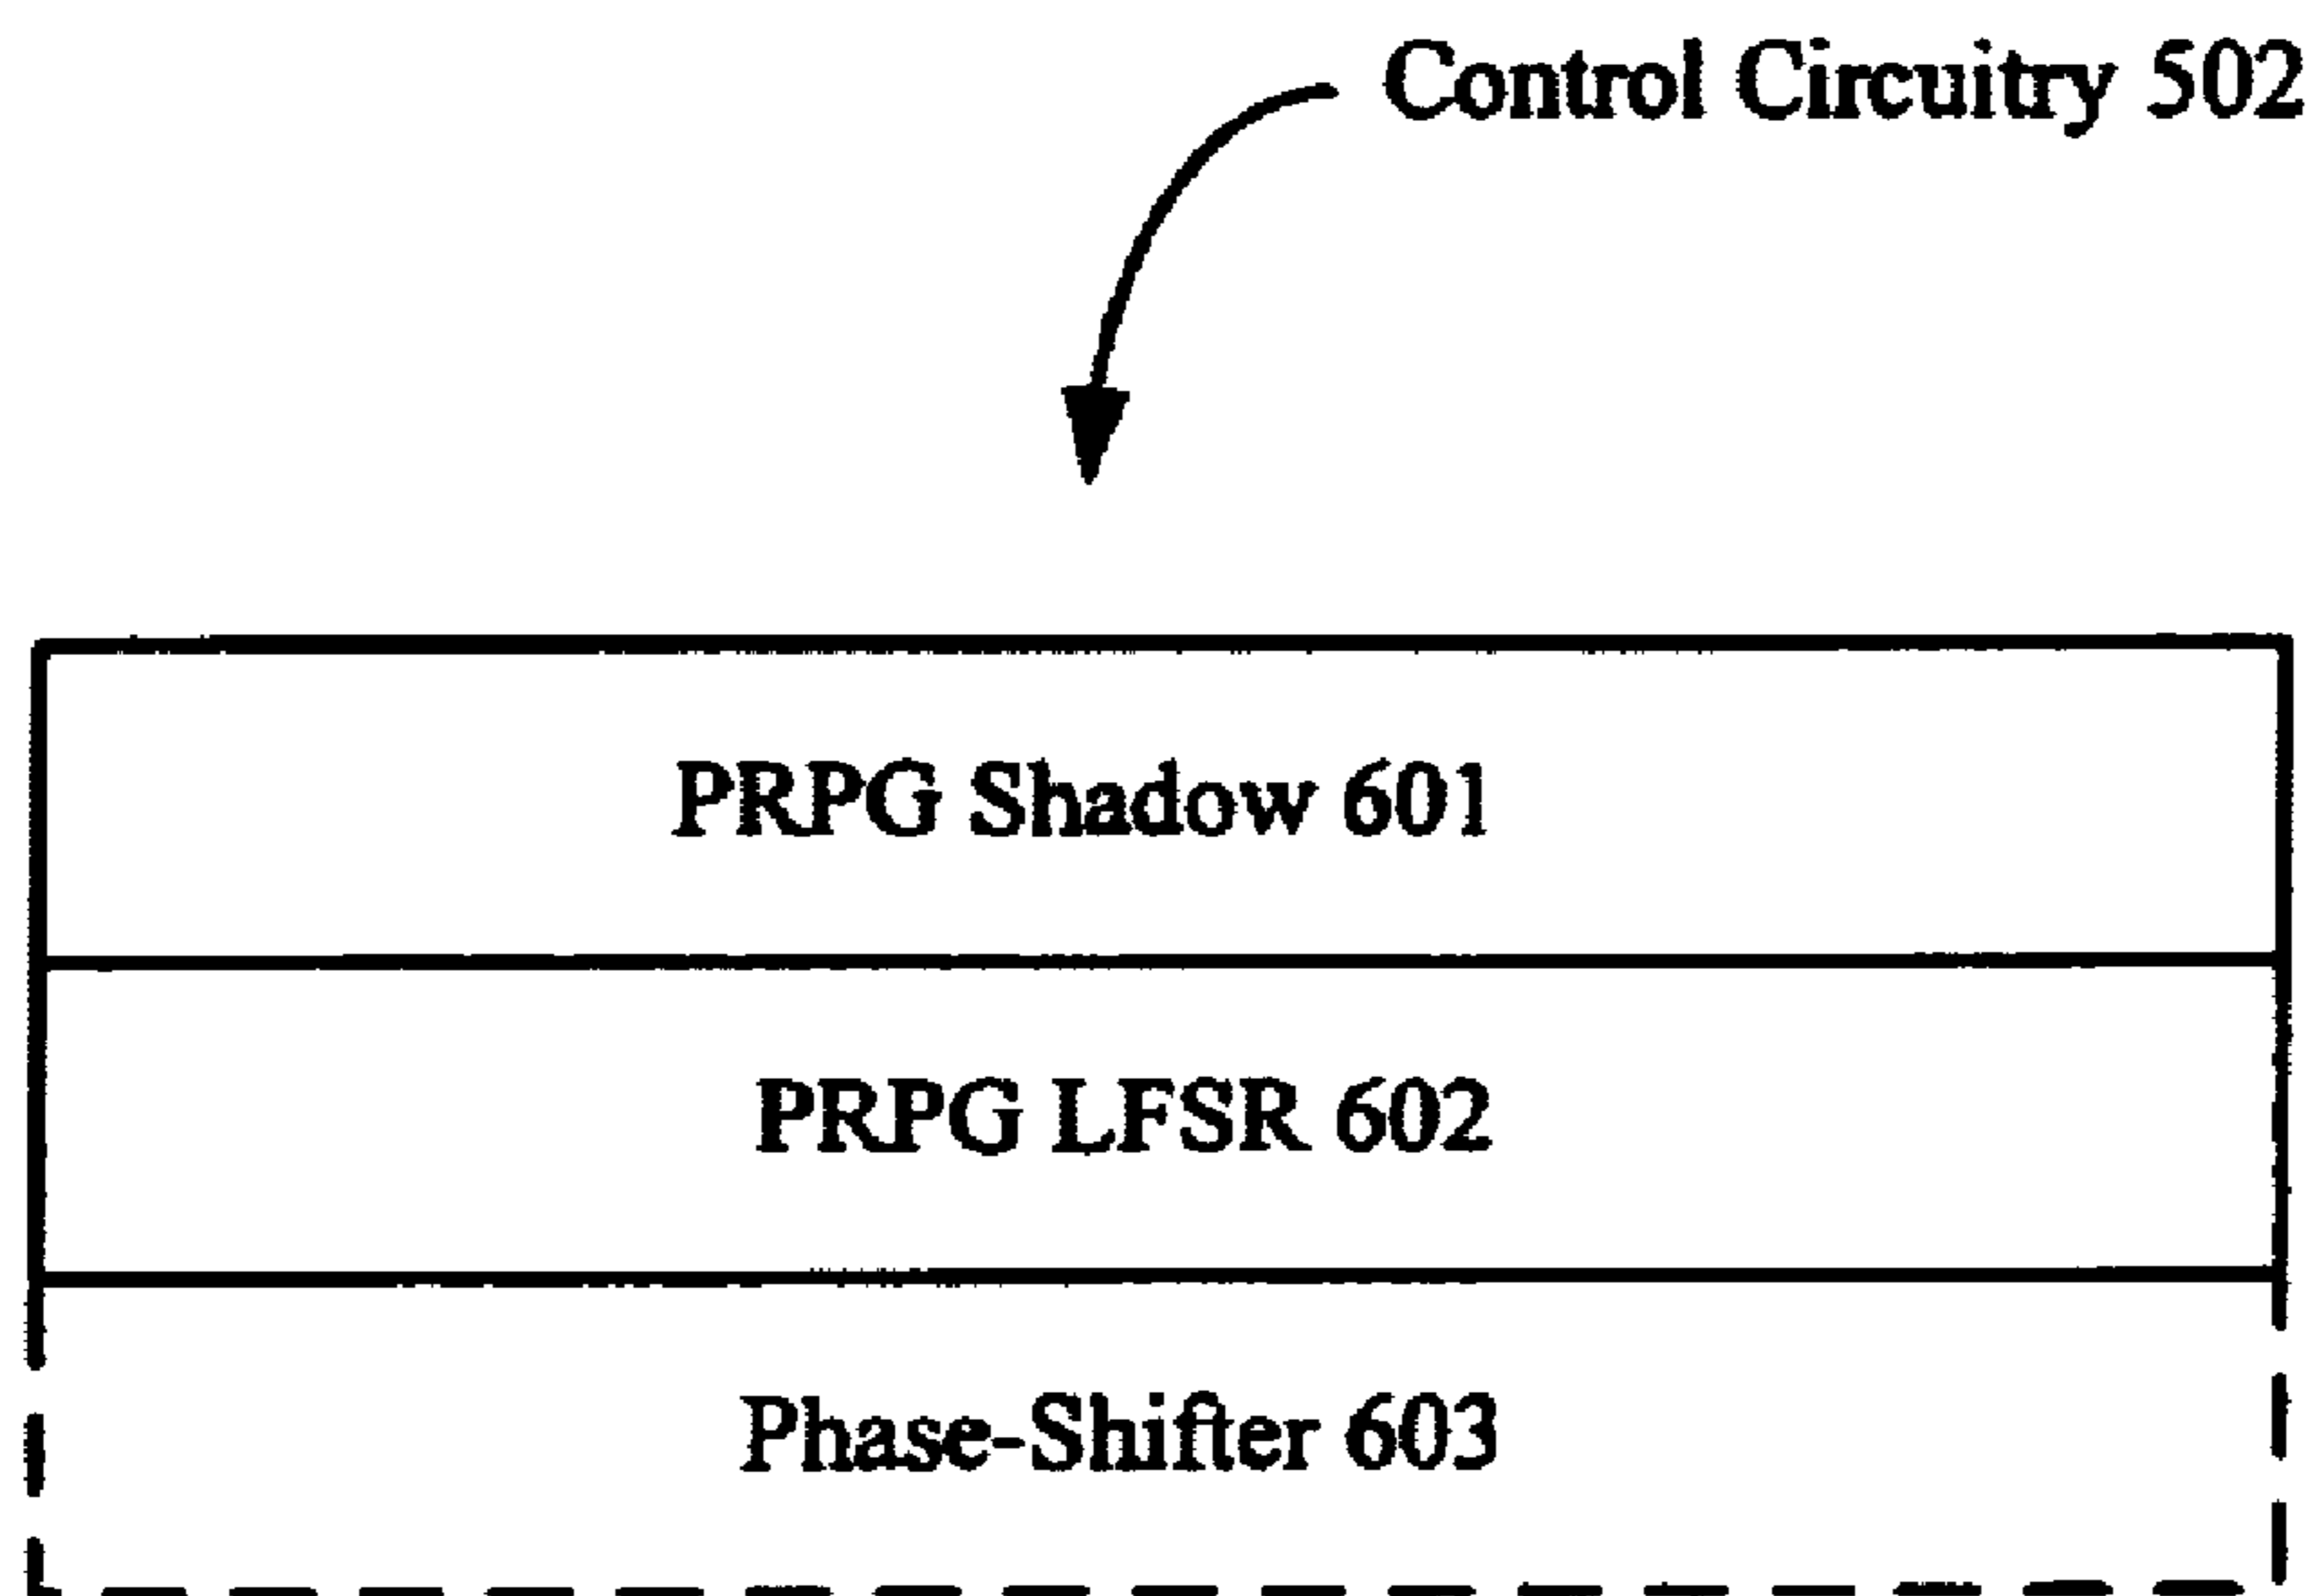 Control Circuitry 502
PRPG Shadow 601
PRPG LFSR 602
Phase-Shifter 603